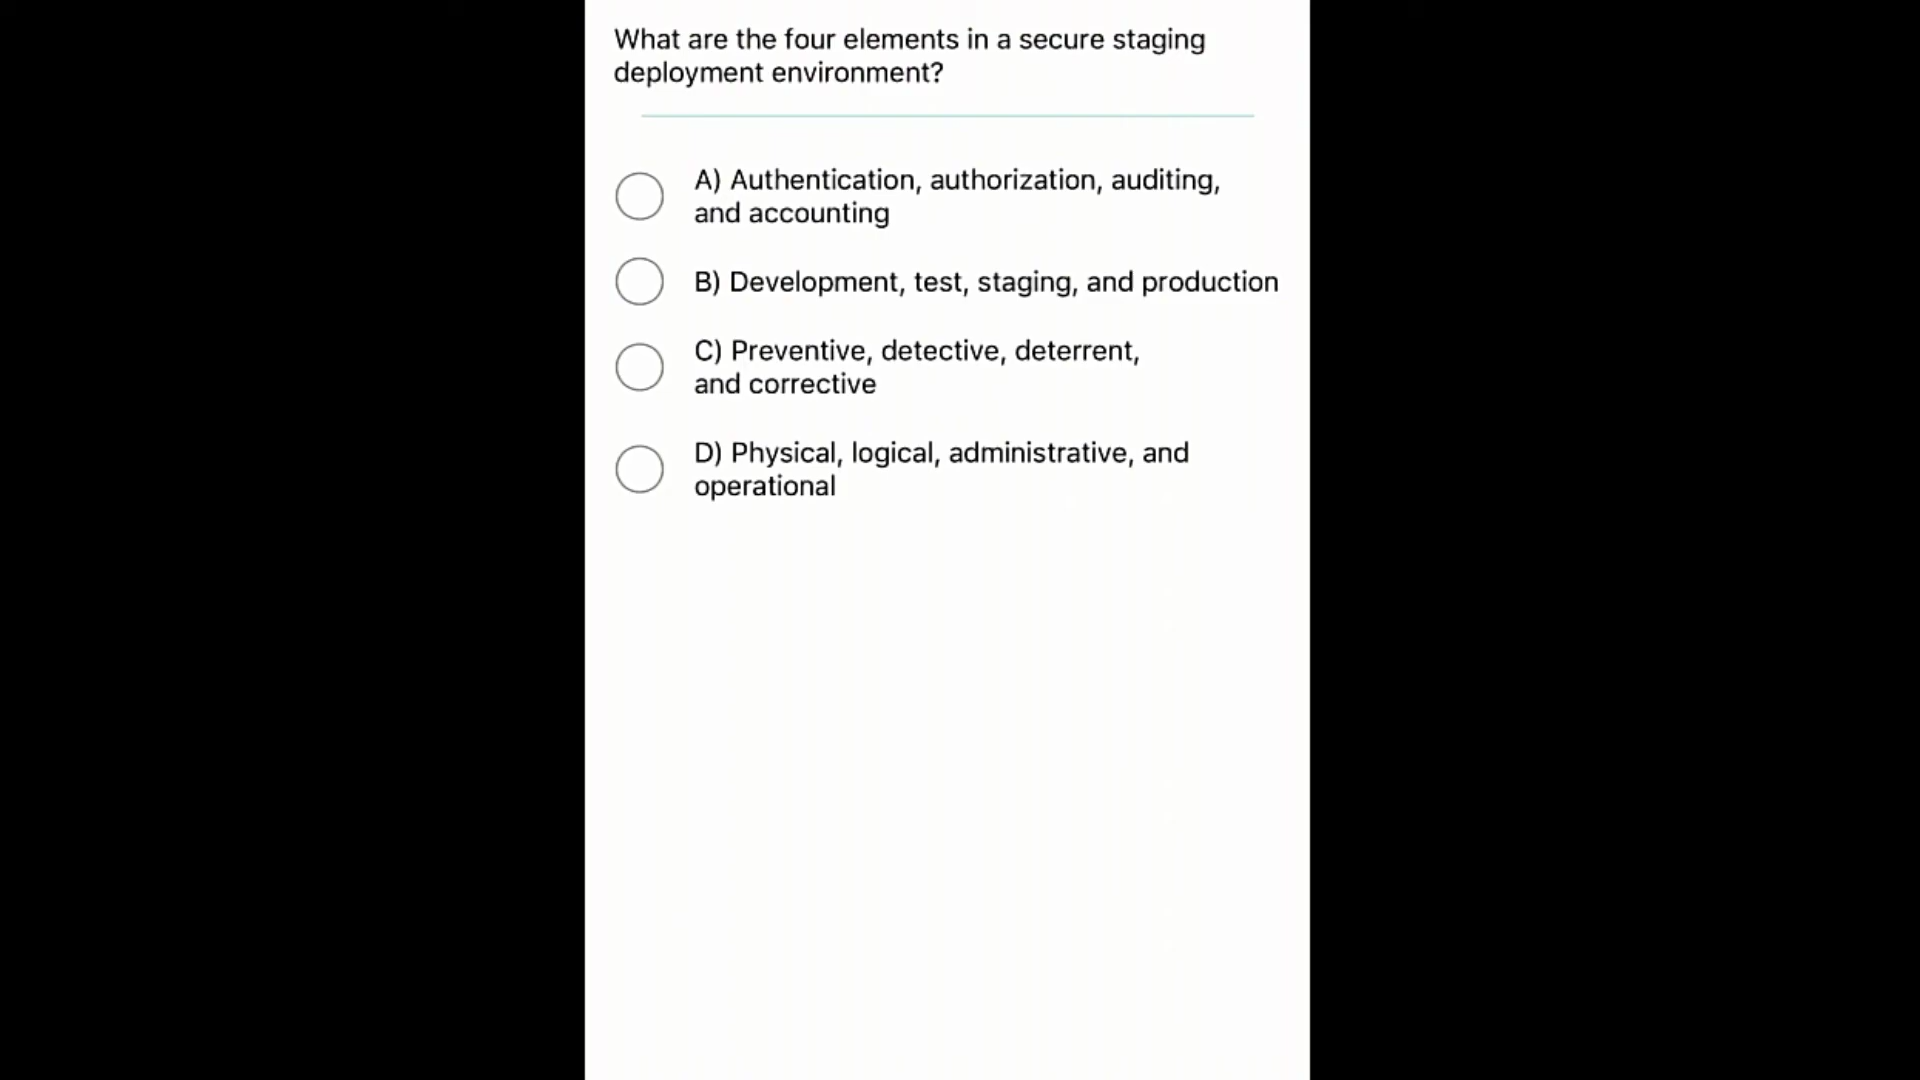 What are the four elements in a secure staging
deployment environment?
A) Authentication, authorization, auditing,
and accounting
B) Development, test, staging, and production
C) Preventive, detective, deterrent,
and corrective
D) Physical, logical, administrative, and
operational